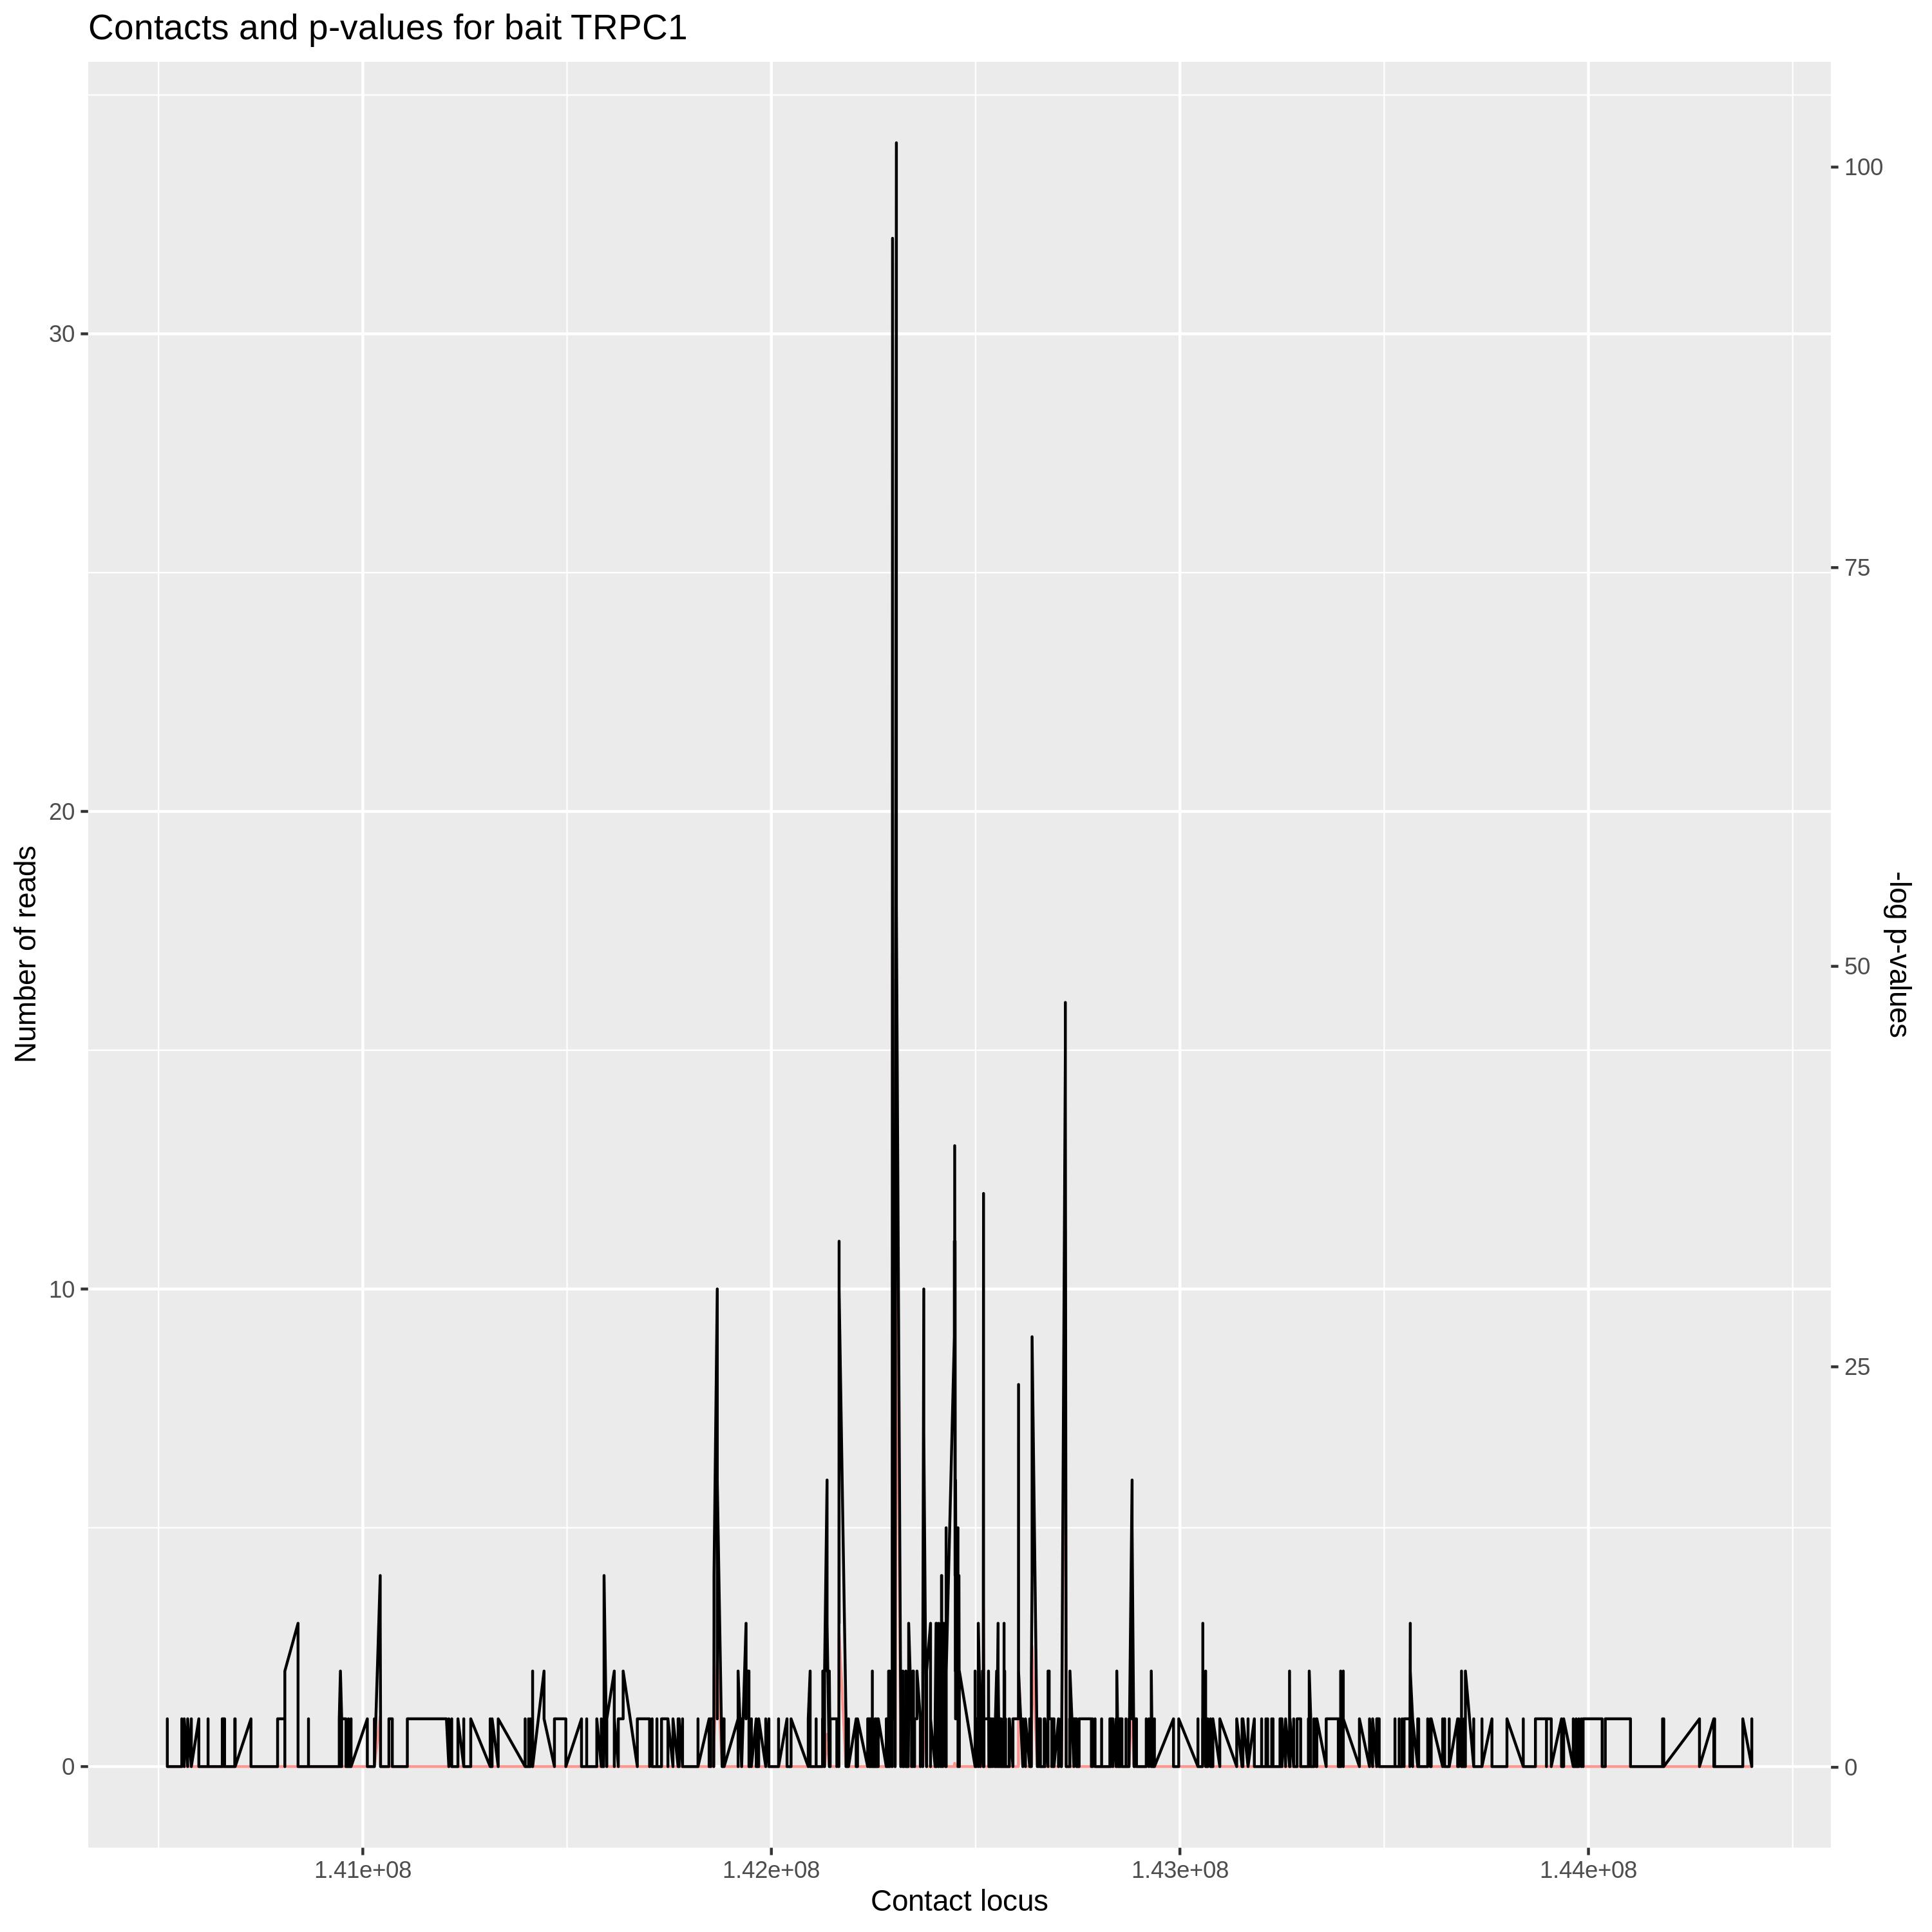 Contacts and p-values for bait TRPC1
30
20
10
0
100
75
50
25
0
Number of reads
-log p-values
1.41e+08
1.42e+08
1.43e+08
1.44e+08
Contact locus